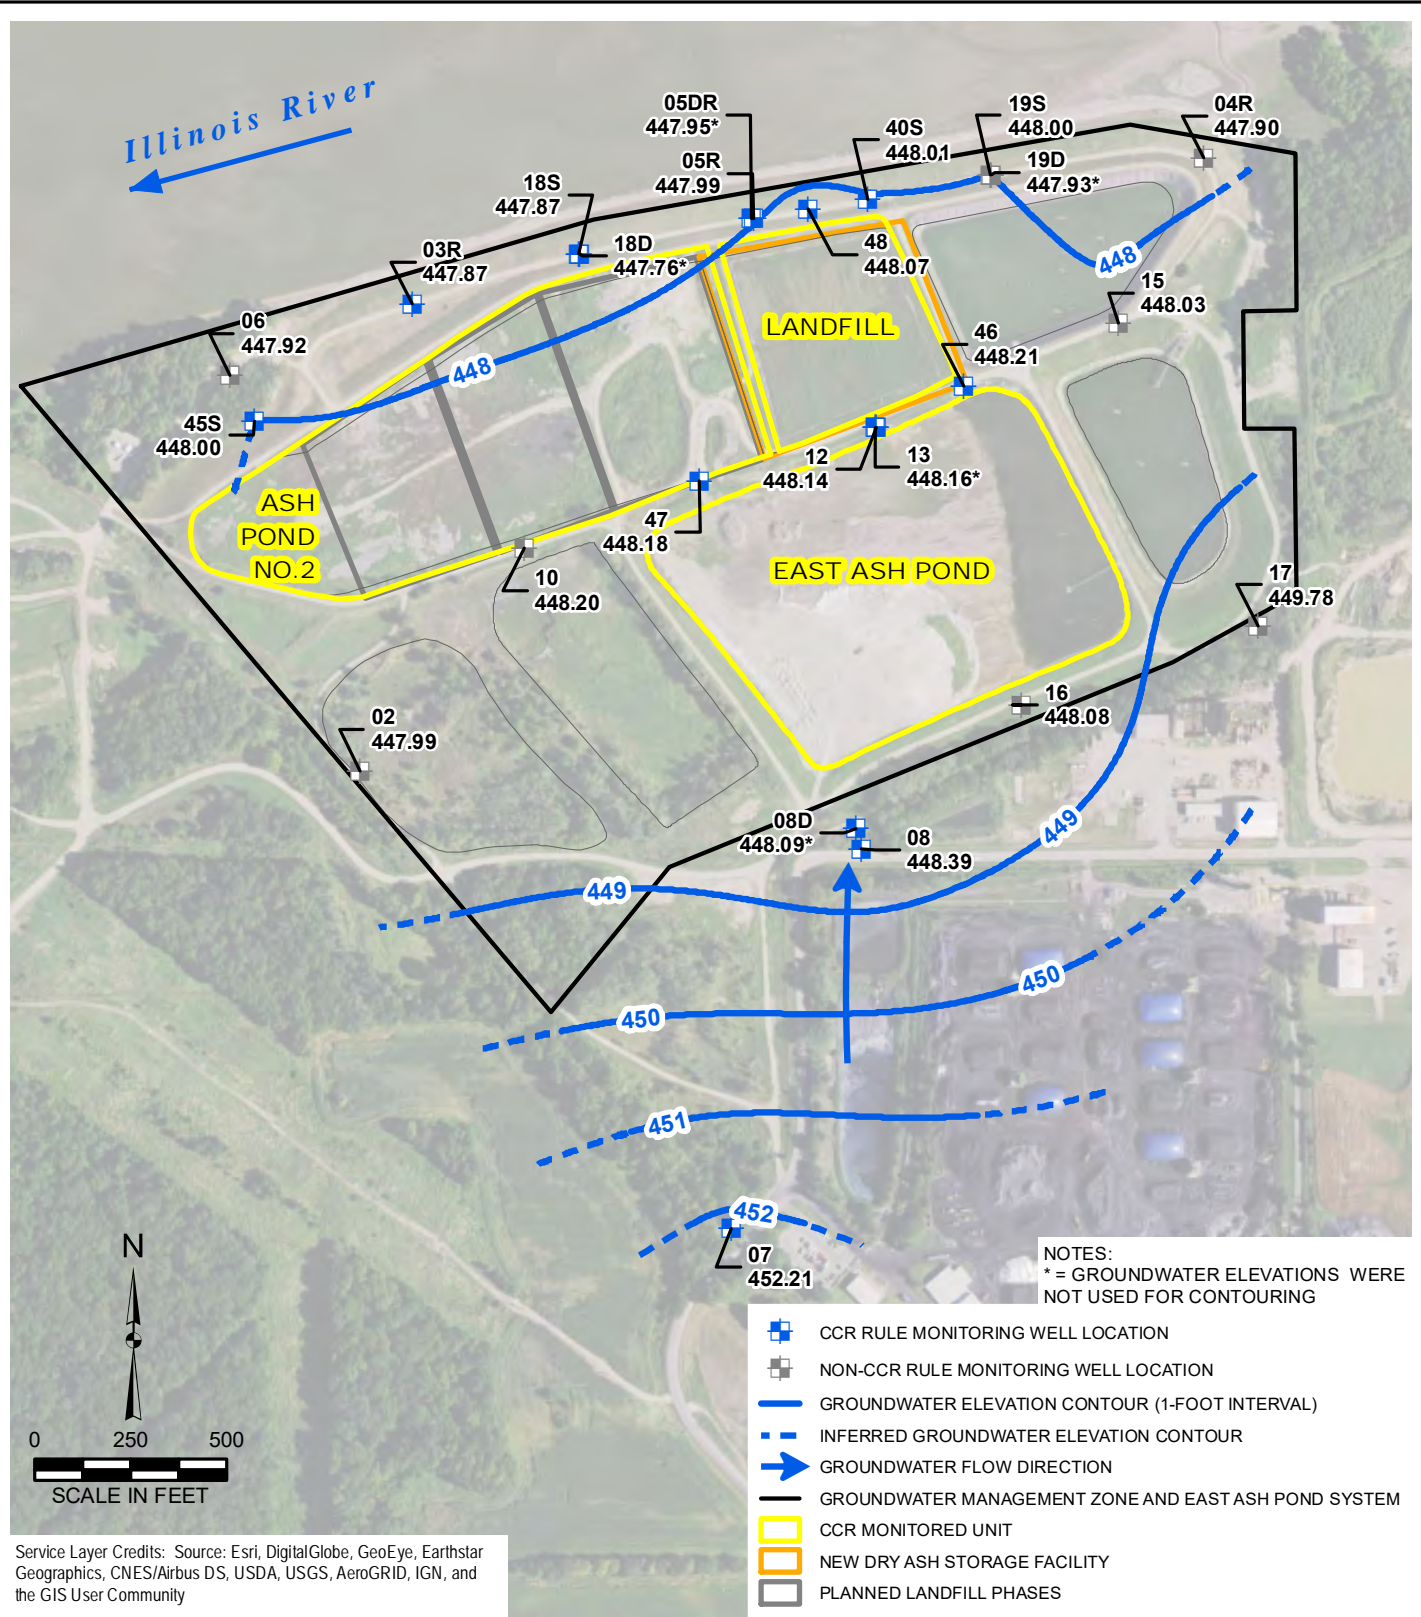 Illinois River
05DR
447.95*
05R
447.99
40S
448.01
19S
448.00
19D
447.93*
04R
447.90
18S
447.87
18D
447.76*
03R
447.87
48
448.07
448
15
448.03
06
447.92
LANDFILL
46
448.21
448
45S
448.00
12
448.14
13
448.16*
ASH
POND
NO.2
47
448.18
EAST ASH POND
10
448.20
17
449.78
16
448.08
02
447.99
08D
448.09*
08
448.39
449
449
450
450
451
452
07
452.21
N
0 250 500
SCALE IN FEET
NOTES:
* = GROUNDWATER ELEVATIONS WERE
NOT USED FOR CONTOURING
CCR RULE MONITORING WELL LOCATION
NON-CCR RULE MONITORING WELL LOCATION
GROUNDWATER ELEVATION CONTOUR (1-FOOT INTERVAL)
INFERRED GROUNDWATER ELEVATION CONTOUR
GROUNDWATER FLOW DIRECTION
GROUNDWATER MANAGEMENT ZONE AND EAST ASH POND SYSTEM
CCR MONITORED UNIT
NEW DRY ASH STORAGE FACILITY
PLANNED LANDFILL PHASES
Service Layer Credits: Source: Esri, DigitalGlobe, GeoEye, Earthstar
Geographics, CNES/Airbus DS, USDA, USGS, AeroGRID, IGN, and
the GIS User Community